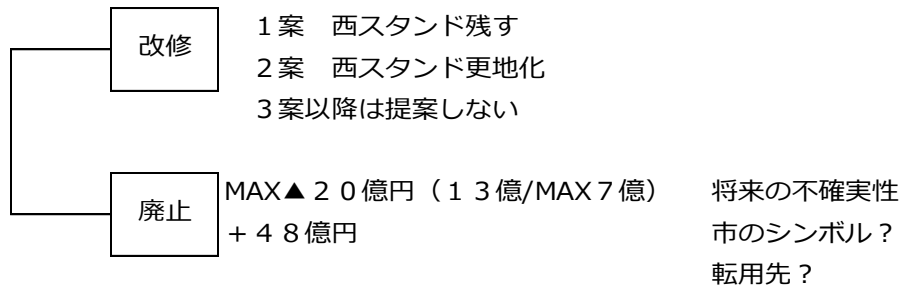 改修
１案　西スタンド残す
２案　西スタンド更地化
３案以降は提案しない
廃止
MAX▲２０億円（１３億/MAX７億）
＋４８億円
将来の不確実性
市のシンボル？
転用先？